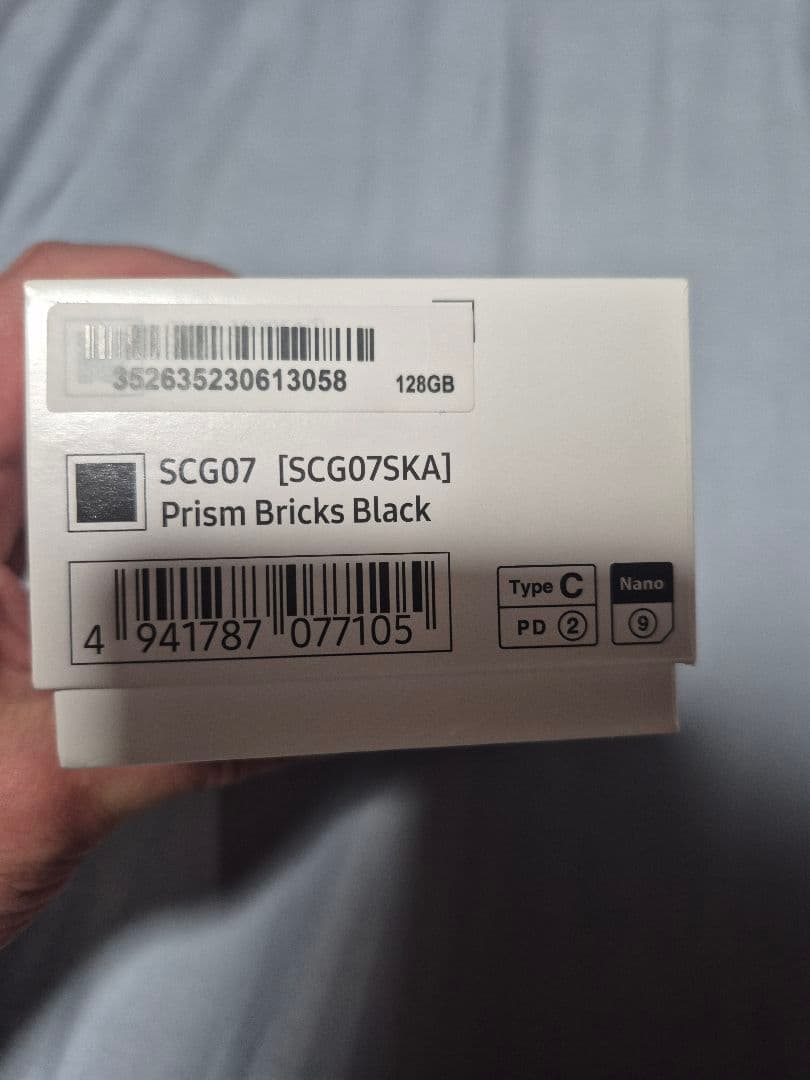 352635230613058 128GB
SCG07 [SCG07SKA]
Prism Bricks Black
4 941787 077105
Type C Nano
PD ② ⑨